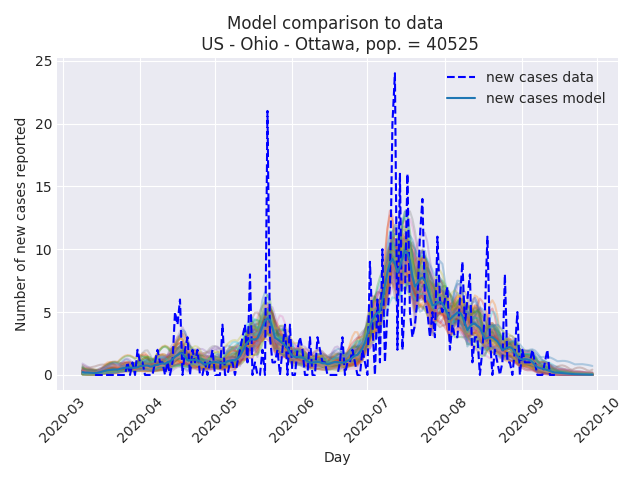 Model comparison to data
US - Ohio - Ottawa, pop. = 40525
new cases data
new cases model
Number of new cases reported
25
20
15
10
5
0
2020-03
2020-04
2020-05
2020-06
2020-07
2020-08
2020-09
2020-10
Day